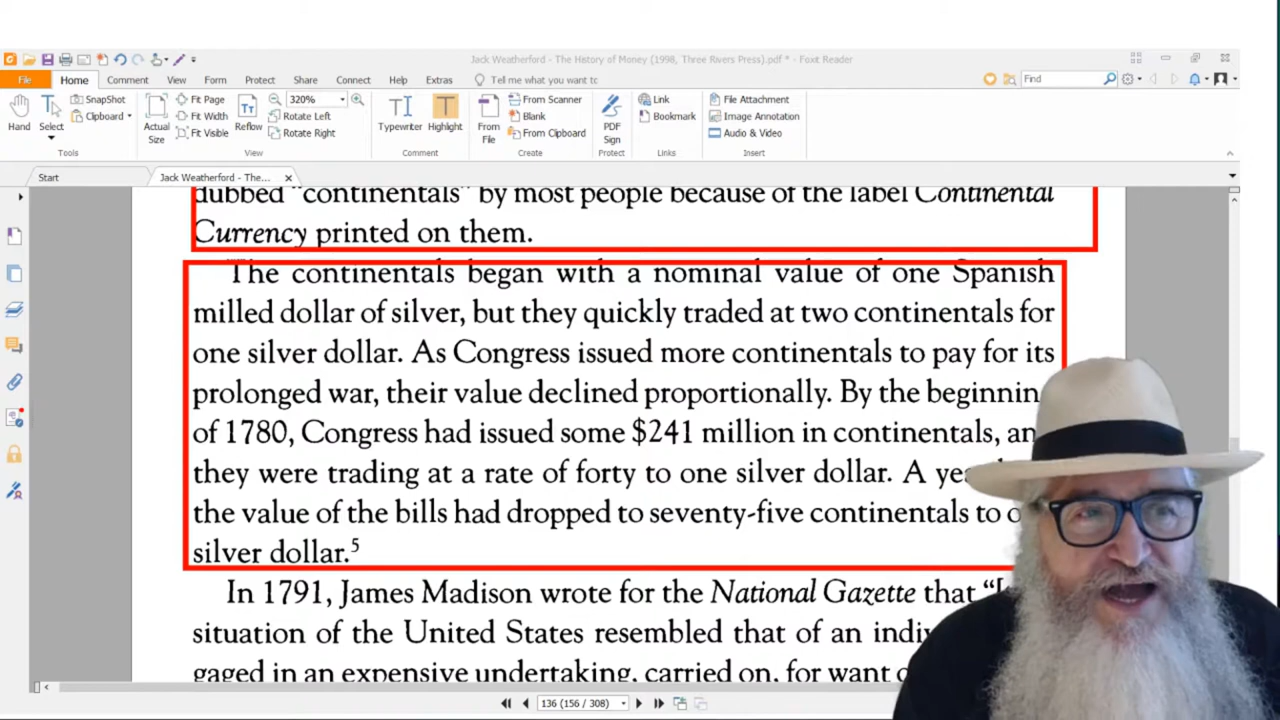 Jack Weatherford - The History of Money (1998, Three Rivers Press).pdf * - Foxit Reader
File Home Comment View Form Protect Share Connect Help Extras Tell me what you want tc Find
Hand Select SnapShot Clipboard Tools
Actual Size Fit Page Fit Width Fit Visible Reflow 320% Rotate Left Rotate Right View
Typewriter Highlight Comment
From File From Scanner Blank From Clipboard Create
PDF Sign Protect
Link Bookmark Links
File Attachment Image Annotation Audio & Video Insert
Start Jack Weatherford - The...
dubbed “continentals” by most people because of the label Continental
Currency printed on them.
The continentals began with a nominal value of one Spanish
milled dollar of silver, but they quickly traded at two continentals for
one silver dollar. As Congress issued more continentals to pay for its
prolonged war, their value declined proportionally. By the beginnin
of 1780, Congress had issued some $241 million in continentals, an
they were trading at a rate of forty to one silver dollar. A
the value of the bills had dropped to seventy-five continentals to
silver dollar.5
In 1791, James Madison wrote for the National Gazette that “[
situation of the United States resembled that of an
gaged in an expensive undertaking, carried on, for want
136 (156 / 308)